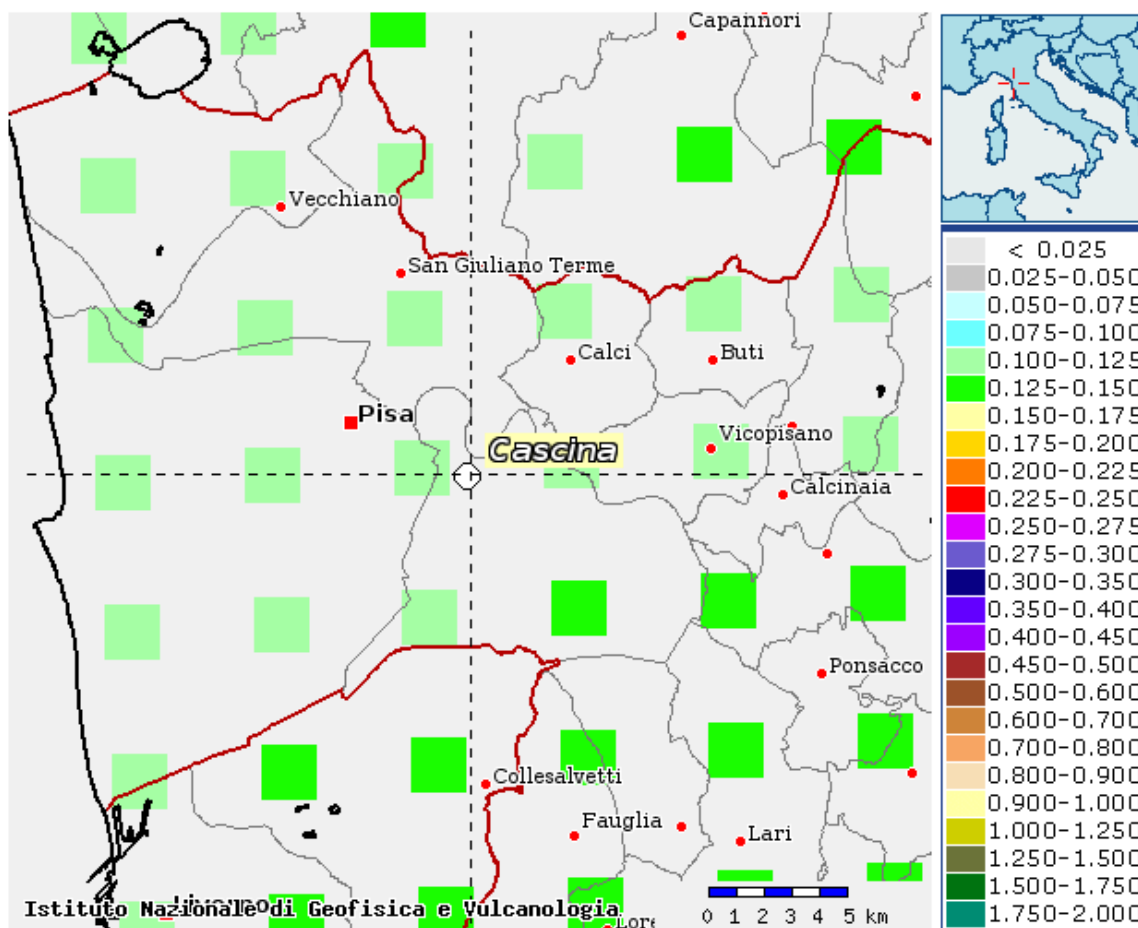 Capannori
Vecchiano
San Giuliano Terme
Calci
Buti
Pisa
Cascina
Vicopisano
Calcinaia
Ponsacco
Collesalvetti
Fauglia
Lari
Istituto Nazionale di Geofisica e Vulcanologia
Lore
0 1 2 3 4 5 km
< 0.025
0.025-0.050
0.050-0.075
0.075-0.100
0.100-0.125
0.125-0.150
0.150-0.175
0.175-0.200
0.200-0.225
0.225-0.250
0.250-0.275
0.275-0.300
0.300-0.350
0.350-0.400
0.400-0.450
0.450-0.500
0.500-0.600
0.600-0.700
0.700-0.800
0.800-0.900
0.900-1.000
1.000-1.250
1.250-1.500
1.500-1.750
1.750-2.000